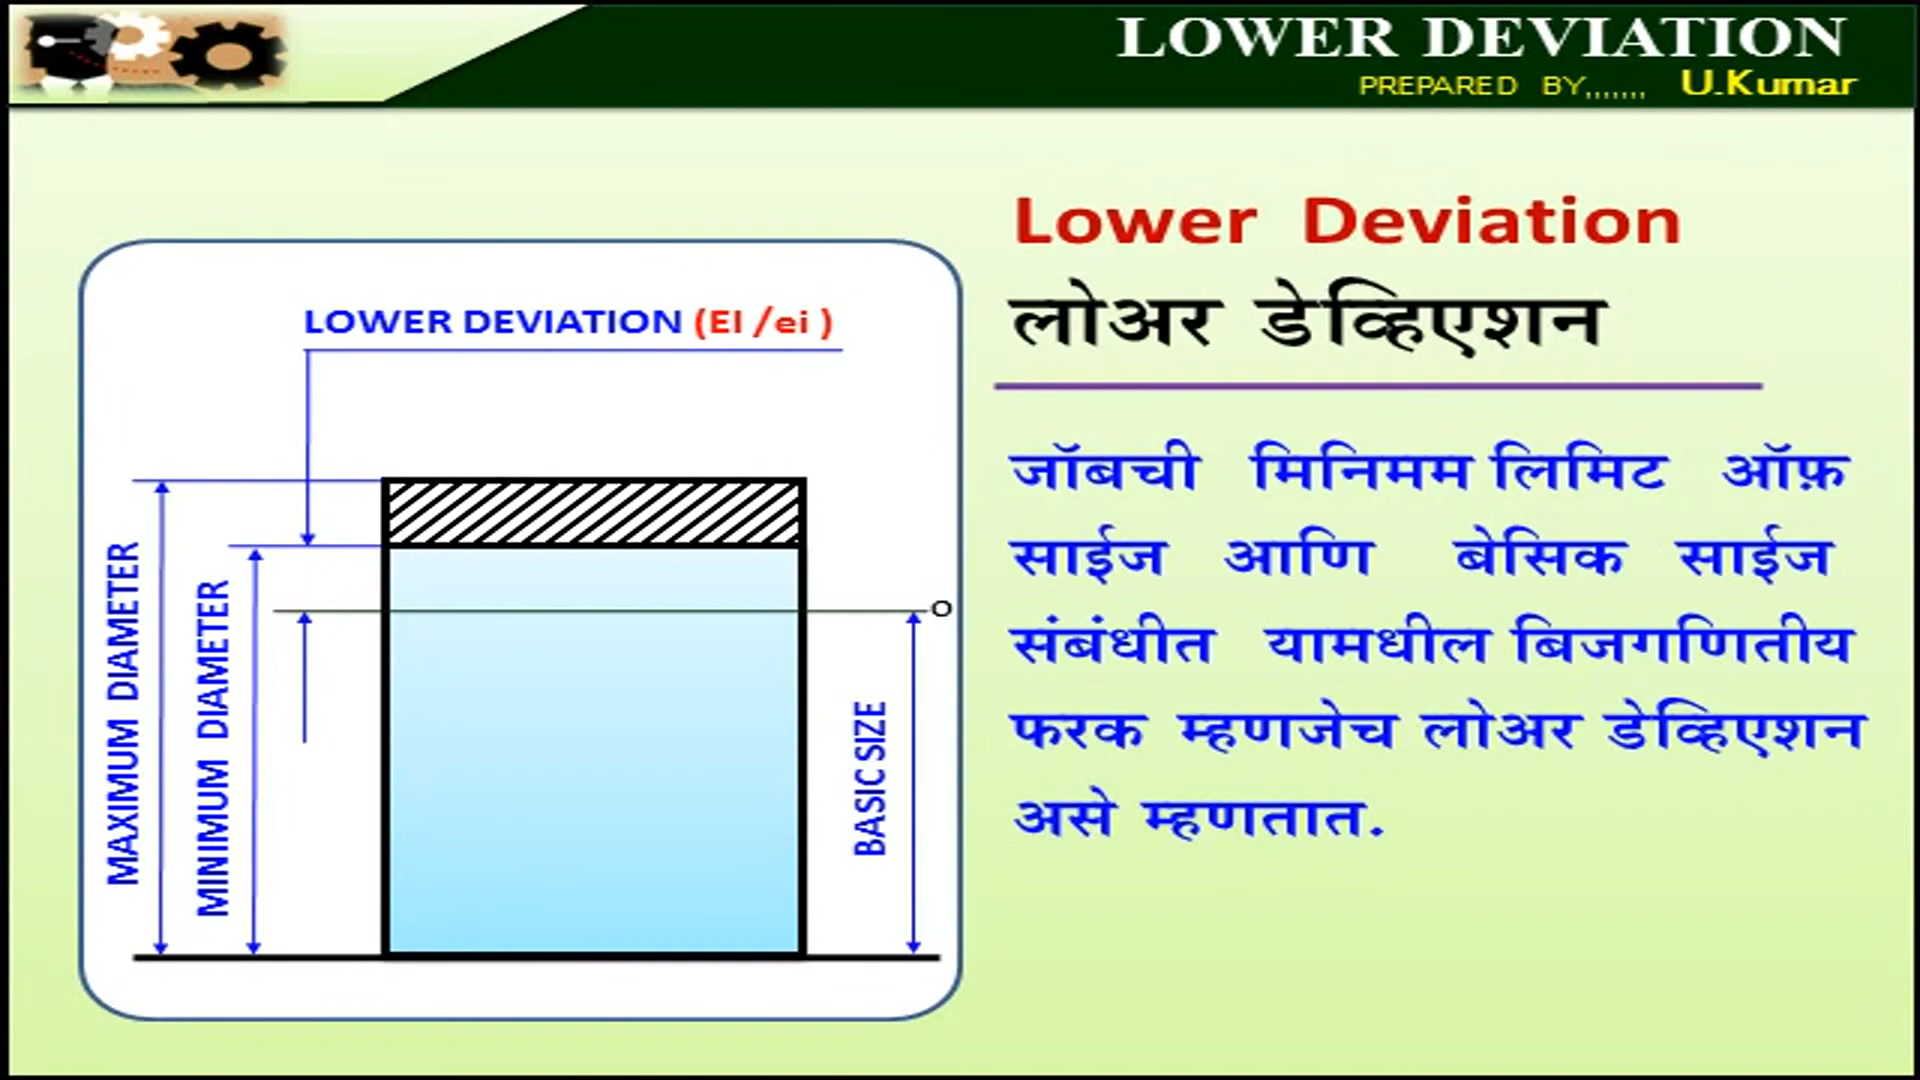 LOWER DEVIATION
PREPARED BY,,,,,,, U.Kumar
Lower Deviation
लोअर डेव्हिएशन
जॉबची मिनिमम लिमिट ऑफ़
साईज आणि बेसिक साईज
संबंधीत यामधील बिजगणितीय
फरक म्हणजेच लोअर डेव्हिएशन
असे म्हणतात.
LOWER DEVIATION (EI /ei )
MAXIMUM DIAMETER
MINIMUM DIAMETER
BASIC SIZE
O